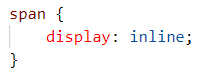 span {
    display: inline;
}